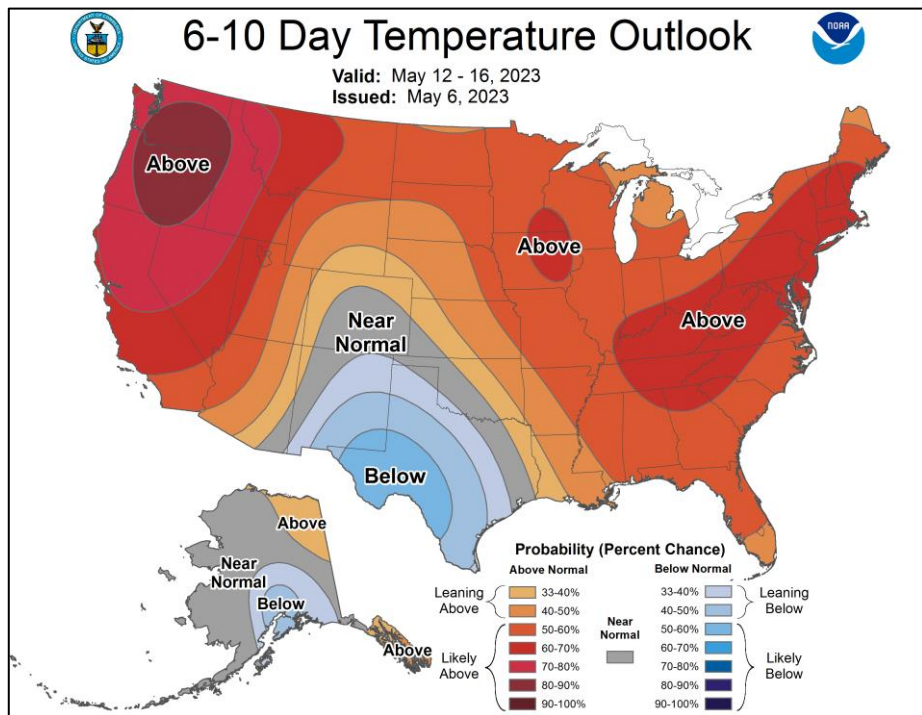 6-10 Day Temperature Outlook
NOAA
Valid: May 12 - 16, 2023
Issued: May 6, 2023
Above
Above
Above
Near
Normal
Below
Above
Near
Normal
Below
Above
Probability (Percent Chance)
Above Normal
Below Normal
Leaning
Above
33-40%
40-50%
Likely
Above
50-60%
60-70%
70-80%
80-90%
90-100%
Near
Normal
33-40%
40-50%
Leaning
Below
50-60%
60-70%
70-80%
80-90%
90-100%
Likely
Below